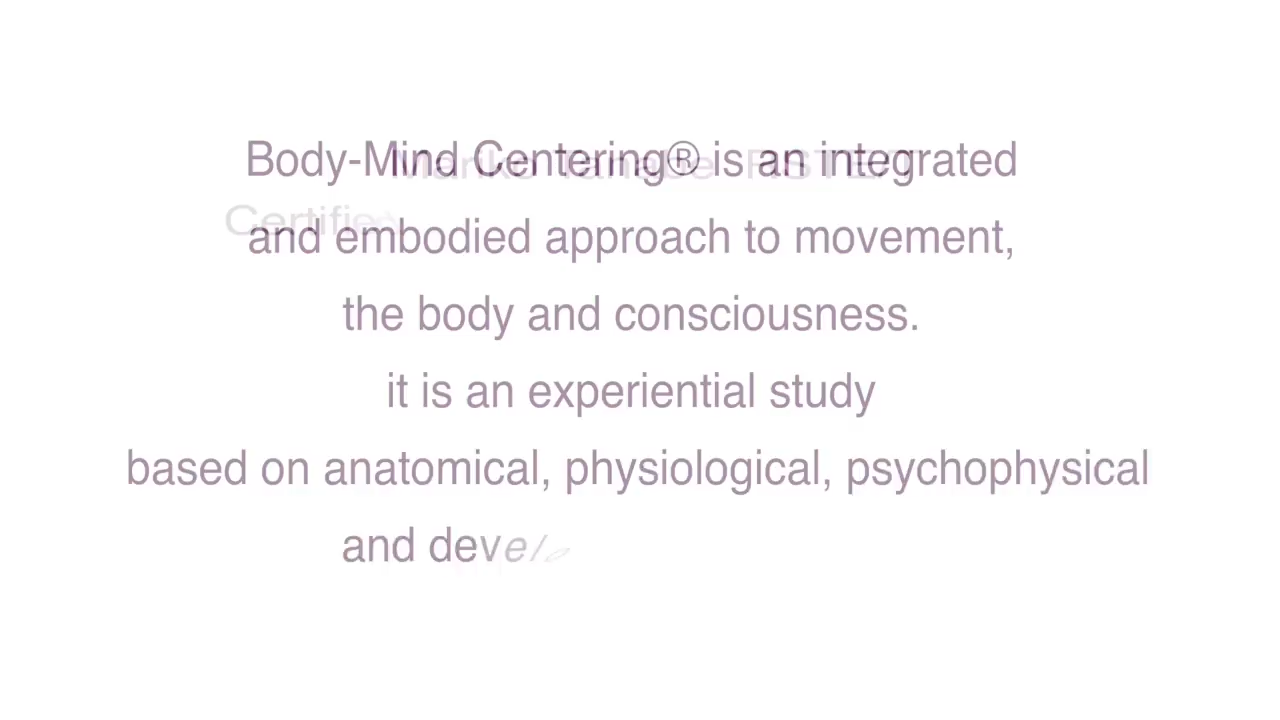 Body-Mind Centering® is an integrated
and embodied approach to movement,
the body and consciousness.
it is an experiential study
based on anatomical, physiological, psychophysical
and